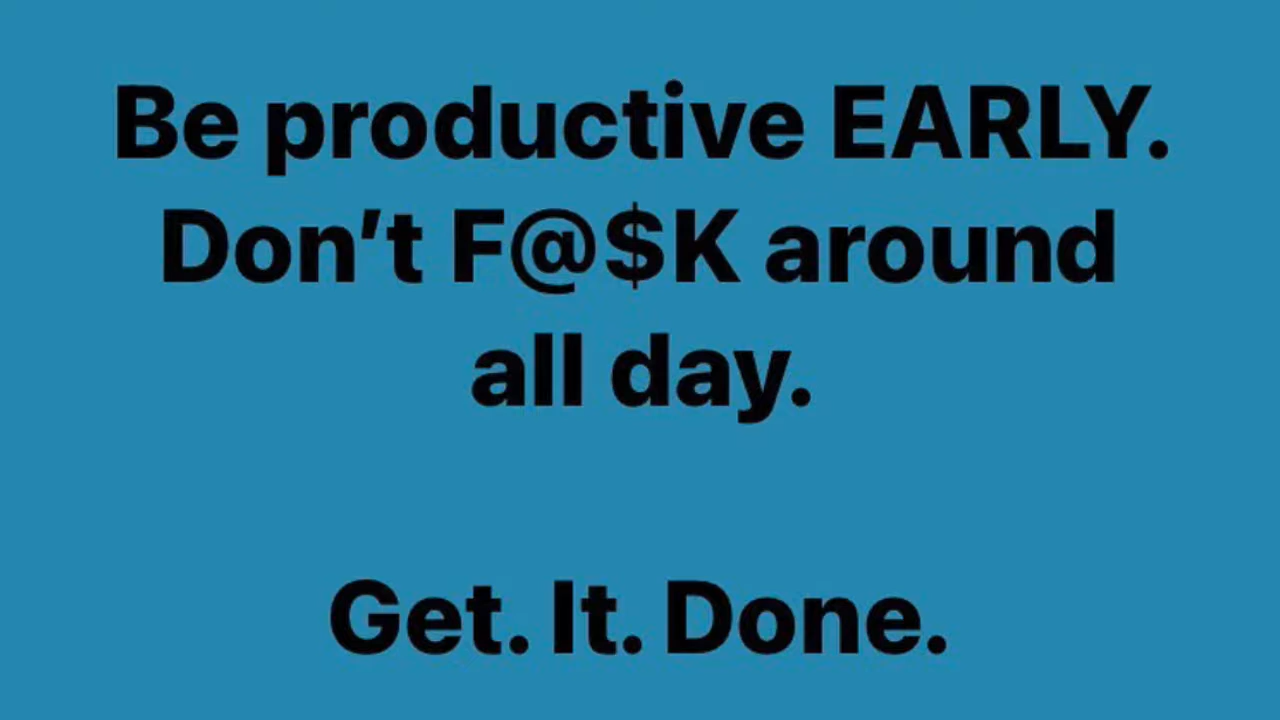 Be productive EARLY.
Don’t F@$K around
all day.
Get. It. Done.